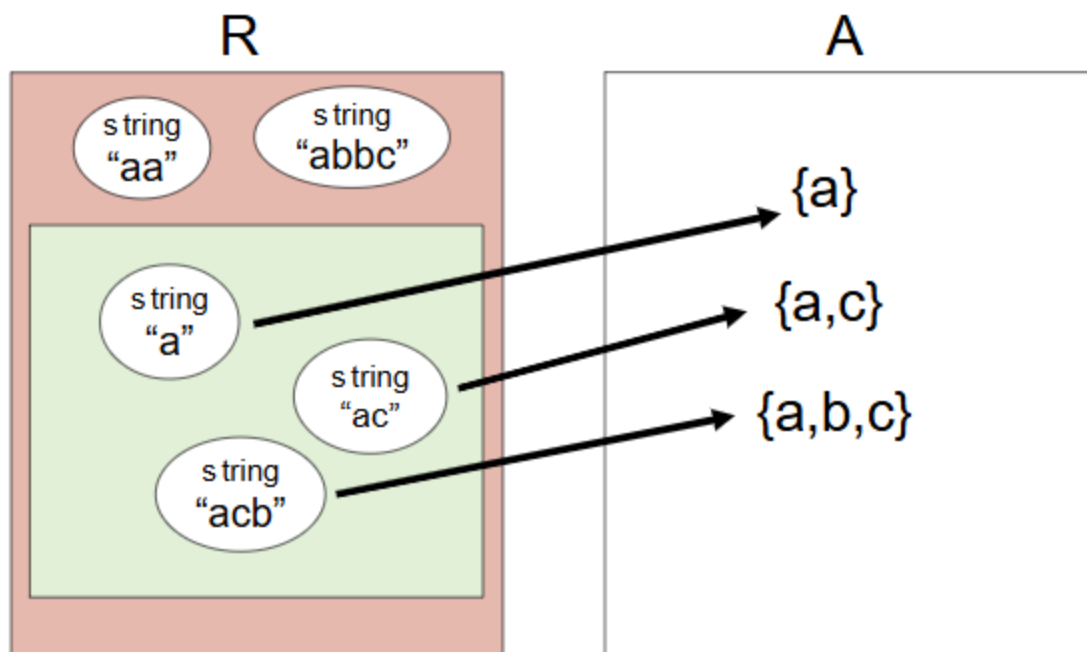 R
A
string
“aa”
string
“abbc”
string
“a”
string
“ac”
string
“acb”
{a}
{a,c}
{a,b,c}